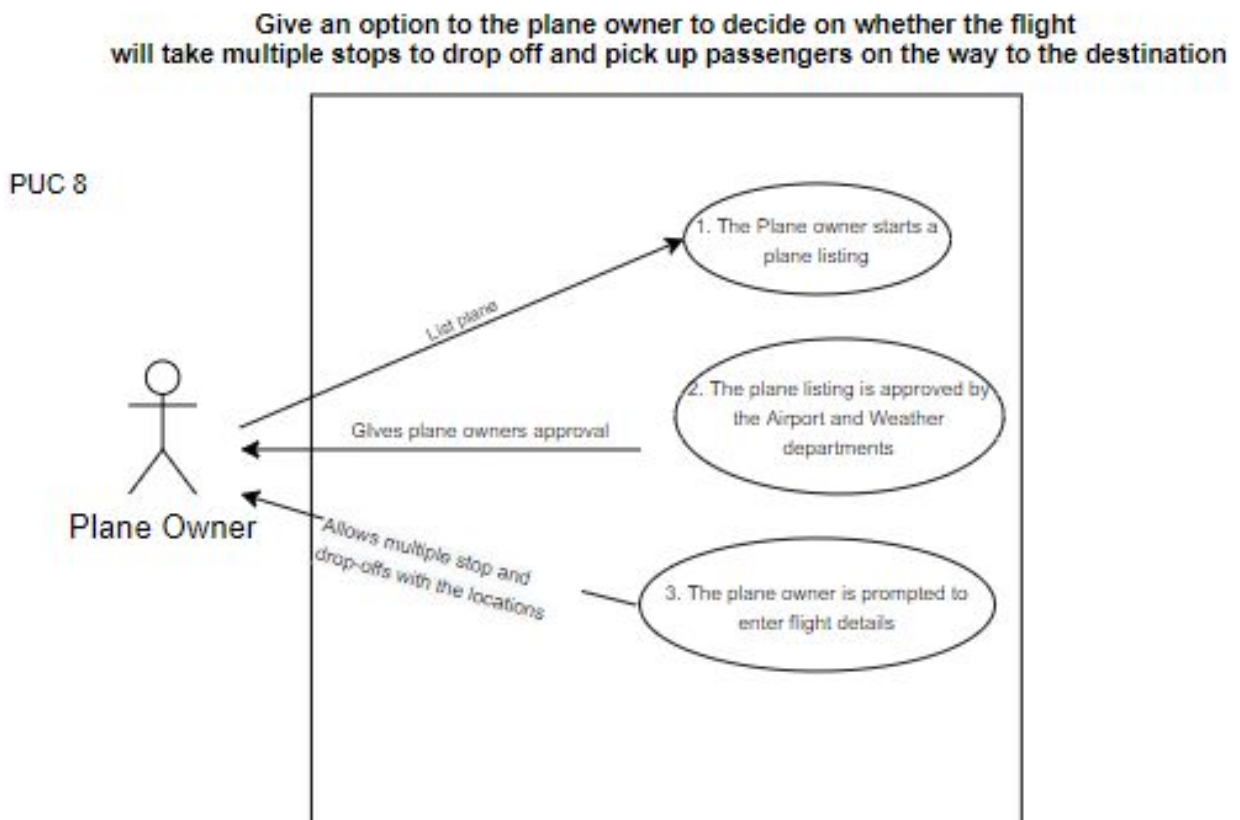 Give an option to the plane owner to decide on whether the flight
will take multiple stops to drop off and pick up passengers on the way to the destination
PUC 8
1. The Plane owner starts a
plane listing
List plane
2. The plane listing is approved by
the Airport and Weather
departments
GIves plane owners approval
Plane Owner
Allows multiple stop and
drop-offs with the locations
3. The plane owner is prompted to
enter flight details